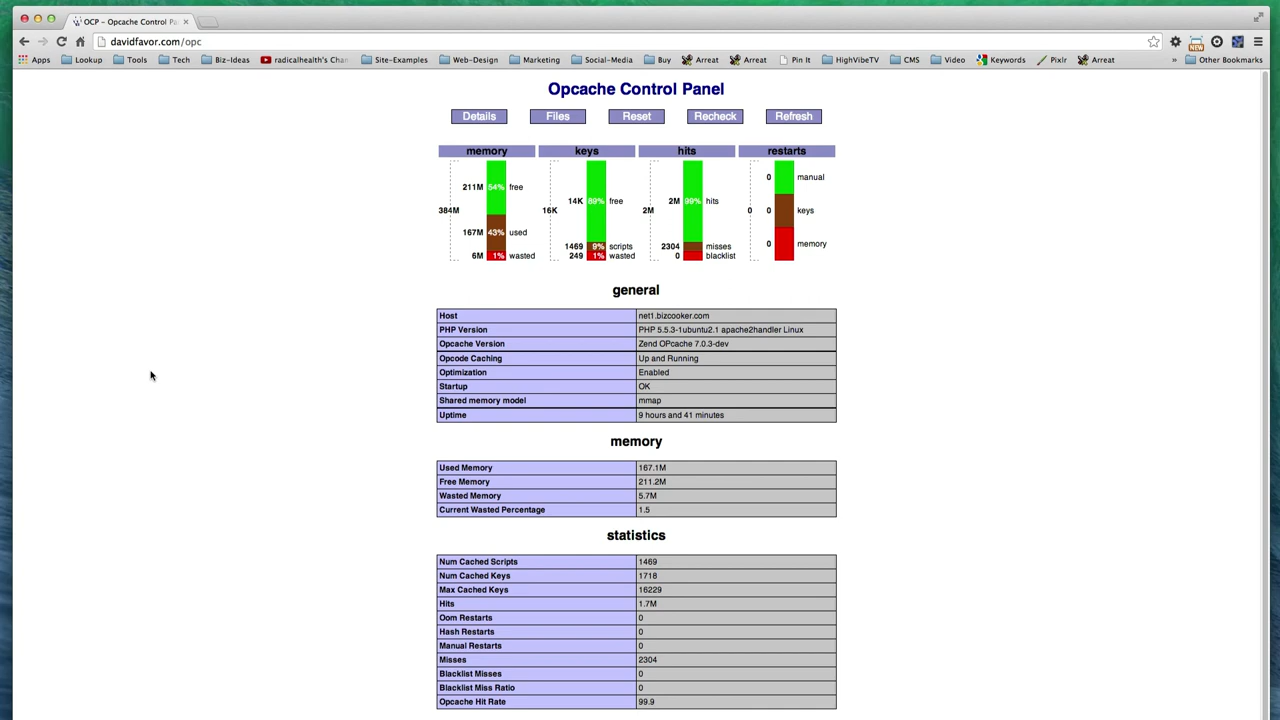 OCP - Opcache Control Pa
davidfavor.com/opc
Apps Lookup Tools Tech Biz-Ideas radicalhealth's Chan Site-Examples Web-Design Marketing Social-Media Buy Arreat Arreat Pin It HighVibeTV CMS Video Keywords Pixlr Arreat » Other Bookmarks
NEW
Opcache Control Panel
Details Files Reset Recheck Refresh
memory keys hits restarts
0 manual
211M 54% free
14K 89% free
2M 99% hits
384M 16K 2M 0 0 keys
167M 43% used
0 memory
1469 9% scripts
2304 misses
6M 1% wasted
249 1% wasted
0 blacklist
general
Host net1.bizcooker.com
PHP Version PHP 5.5.3-1ubuntu2.1 apache2handler Linux
Opcache Version Zend OPcache 7.0.3-dev
Opcode Caching Up and Running
Optimization Enabled
Startup OK
Shared memory model mmap
Uptime 9 hours and 41 minutes
memory
Used Memory 167.1M
Free Memory 211.2M
Wasted Memory 5.7M
Current Wasted Percentage 1.5
statistics
Num Cached Scripts 1469
Num Cached Keys 1718
Max Cached Keys 16229
Hits 1.7M
Oom Restarts 0
Hash Restarts 0
Manual Restarts 0
Misses 2304
Blacklist Misses 0
Blacklist Miss Ratio 0
Opcache Hit Rate 99.9